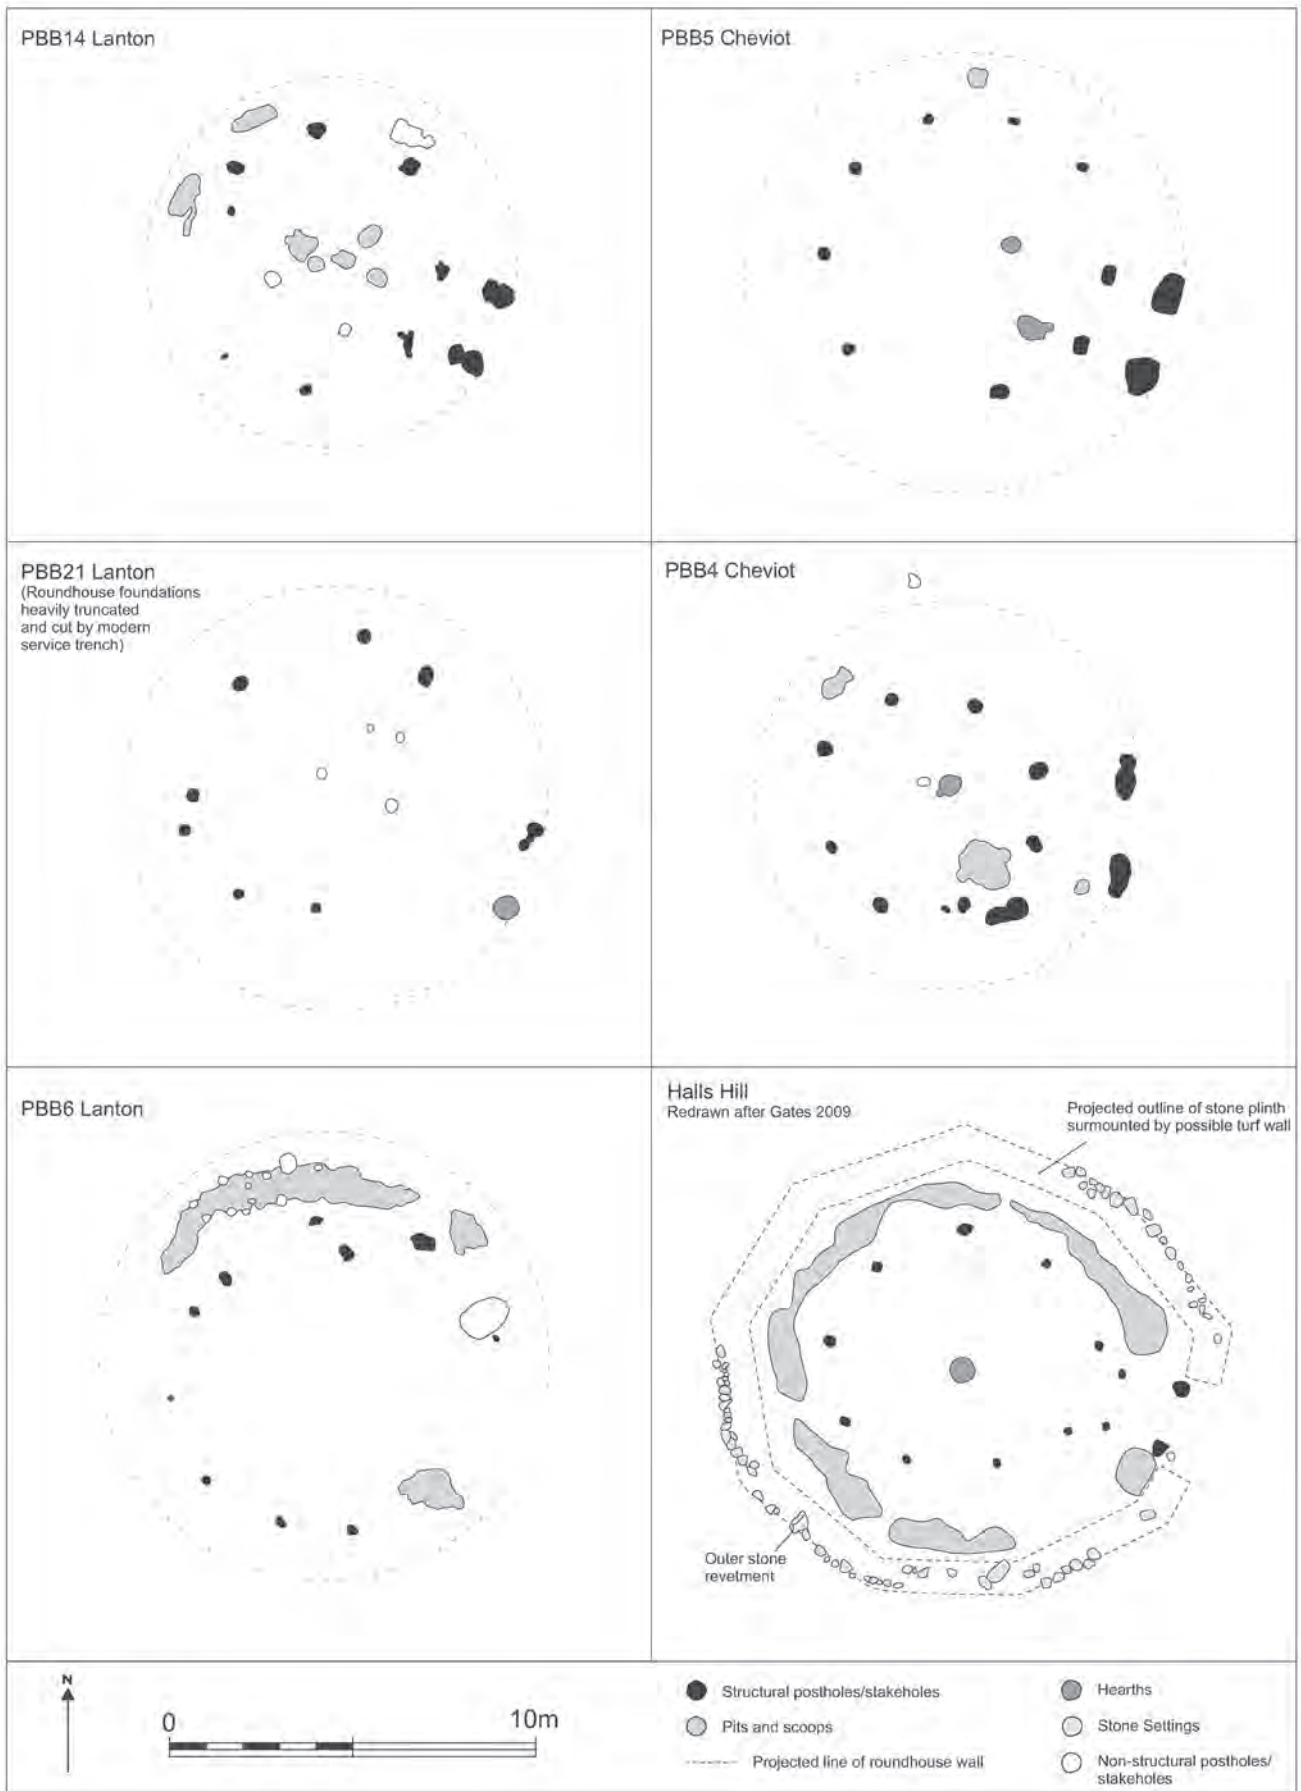 PBB14 Lanton
PBB5 Cheviot
PBB21 Lanton
(Roundhouse foundations
heavily truncated
and cut by modern
service trench)
PBB4 Cheviot
PBB6 Lanton
Halls Hill
Redrawn after Gates 2009
Projected outline of stone plinth
surmounted by possible turf wall
Outer stone
revetment
N
0
10m
Structural postholes/stakeholes
Pits and scoops
Projected line of roundhouse wall
Hearths
Stone Settings
Non-structural postholes/
stakeholes